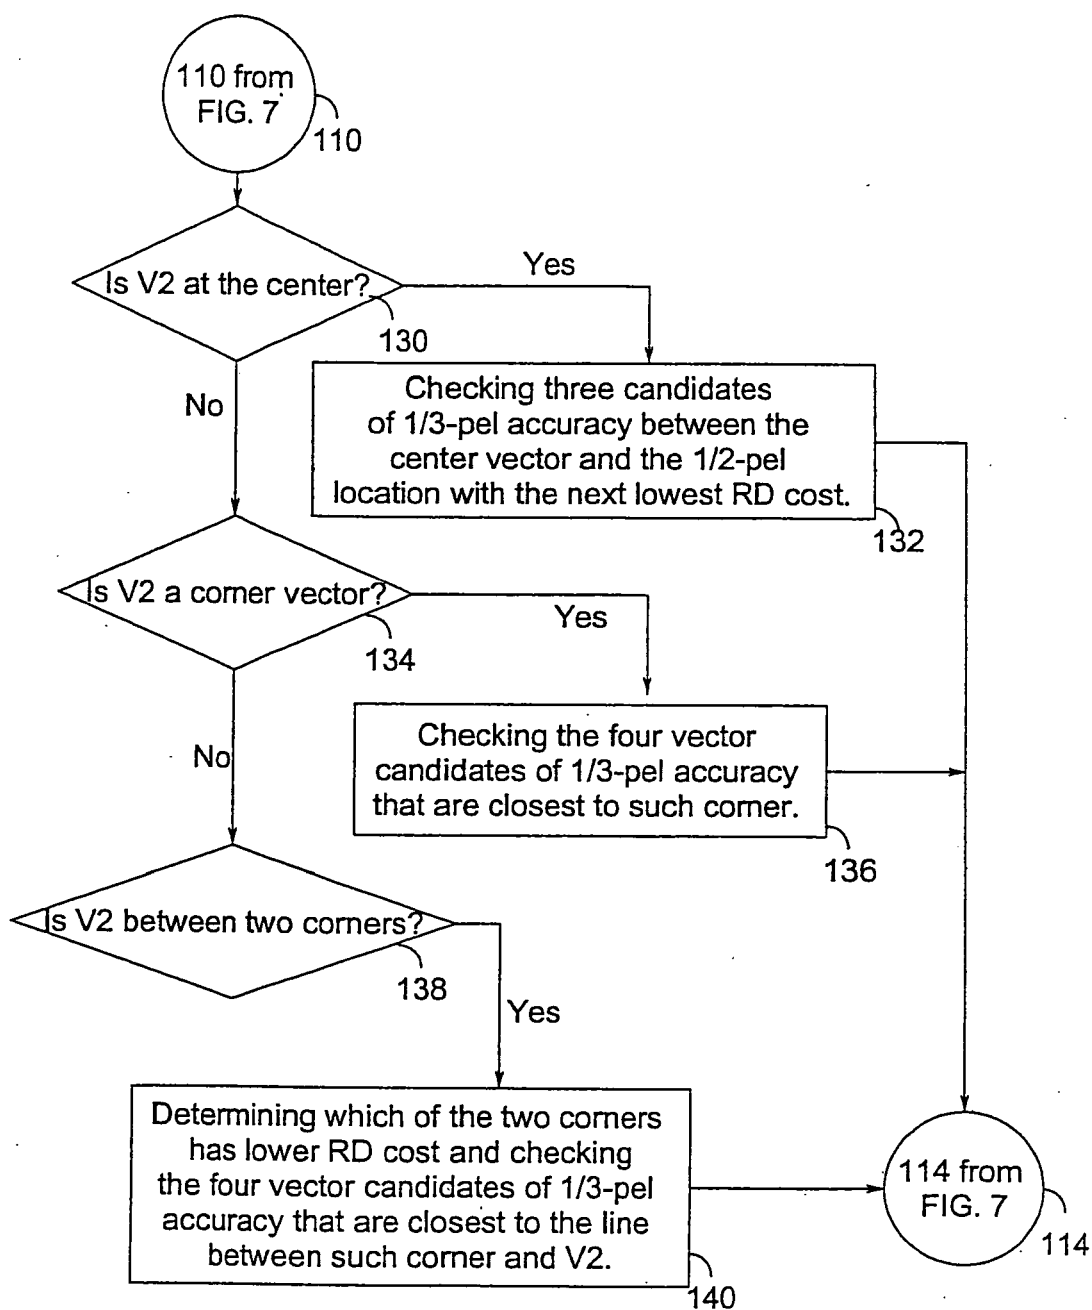 110 from
FIG. 7
110
Is V2 at the center?
130
Yes
No
Checking three candidates
of 1/3-pel accuracy between the
center vector and the 1/2-pel
location with the next lowest RD cost.
132
Is V2 a corner vector?
134
Yes
No
Checking the four vector
candidates of 1/3-pel accuracy
that are closest to such corner.
136
Is V2 between two corners?
138
Yes
Determining which of the two corners
has lower RD cost and checking
the four vector candidates of 1/3-pel
accuracy that are closest to the line
between such corner and V2.
140
114 from
FIG. 7
114